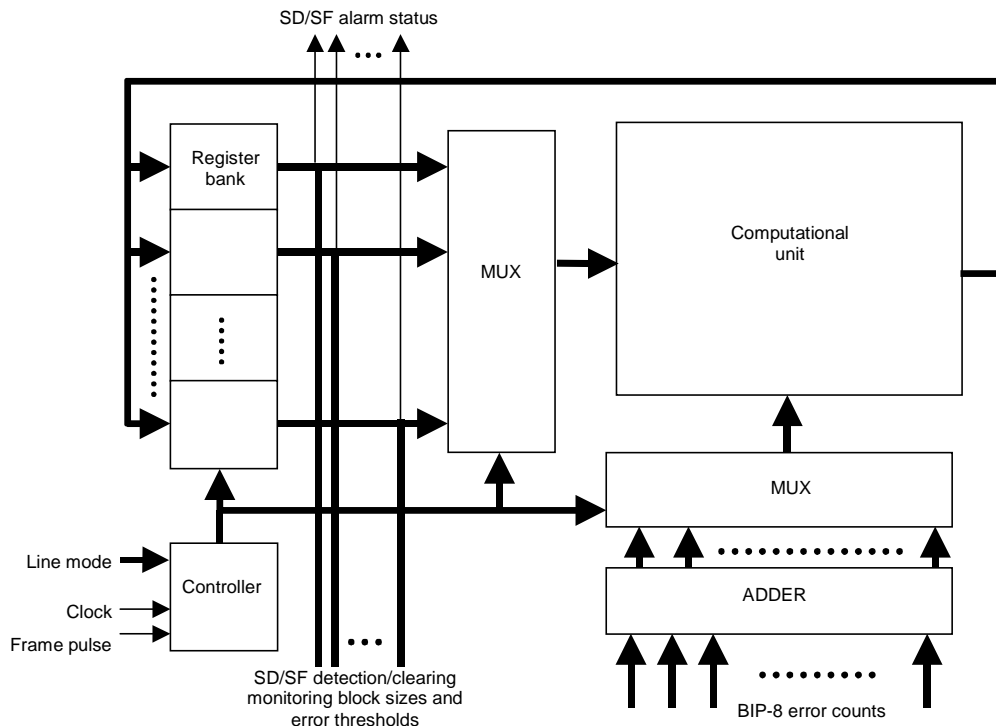 SD/SF alarm status
Register
bank
MUX
Computational
unit
MUX
Line mode
Controller
ADDER
Clock
Frame pulse
SD/SF detection/clearing
monitoring block sizes and
error thresholds
BIP-8 error counts